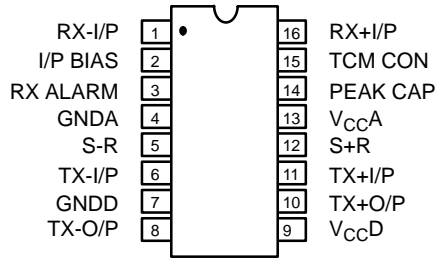 RX-I/P 1 16 RX+I/P
I/P BIAS 2 15 TCM CON
RX ALARM 3 14 PEAK CAP
GNDA 4 13 VCCA
S-R 5 12 S+R
TX-I/P 6 11 TX+I/P
GNDD 7 10 TX+O/P
TX-O/P 8 9 VCCD